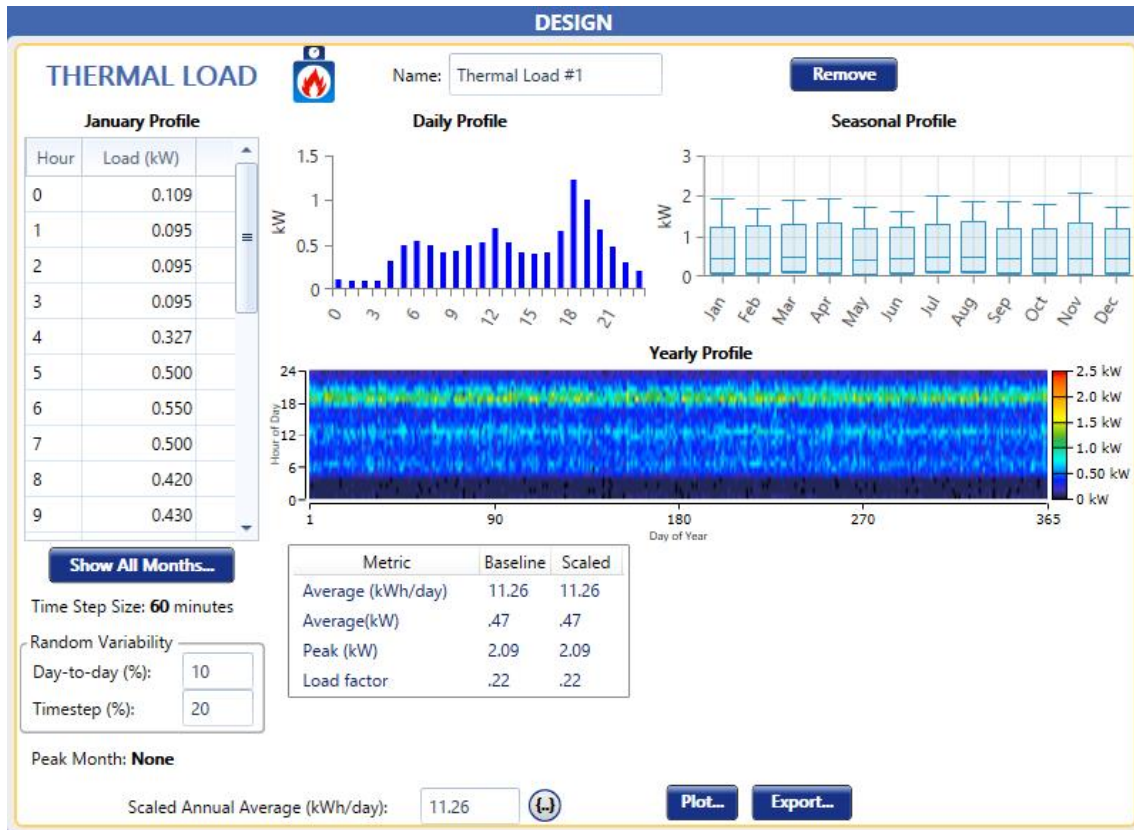 DESIGN
THERMAL LOAD
Name: Thermal Load #1
Remove
January Profile
Hour Load (kW)
0 0.109
1 0.095
2 0.095
3 0.095
4 0.327
5 0.500
6 0.550
7 0.500
8 0.420
9 0.430
Show All Months...
Time Step Size: 60 minutes
Random Variability
Day-to-day (%): 10
Timestep (%): 20
Peak Month: None
Daily Profile
kW
1.5
1
0.5
0
0 3 6 9 12 15 18 21
Seasonal Profile
kW
3
2
1
0
Jan Feb Mar Apr May Jun Jul Aug Sep Oct Nov Dec
Yearly Profile
Hour of Day
24
18
12
6
0
1 90 180 270 365
Day of Year
2.5 kW
2.0 kW
1.5 kW
1.0 kW
0.50 kW
0 kW
Metric Baseline Scaled
Average (kWh/day) 11.26 11.26
Average(kW) .47 .47
Peak (kW) 2.09 2.09
Load factor .22 .22
Scaled Annual Average (kWh/day): 11.26 {..}
Plot...
Export...